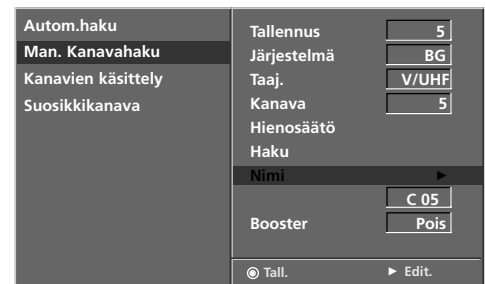 Autom.haku
Man. Kanavahaku
Kanavien käsittely
Suosikkikanava
Tallennus 5
Järjestelmä BG
Taaj. V/UHF
Kanava 5
Hienosäätö
Haku
Nimi ►
C 05
Booster Pois
◉ Tall. ► Edit.